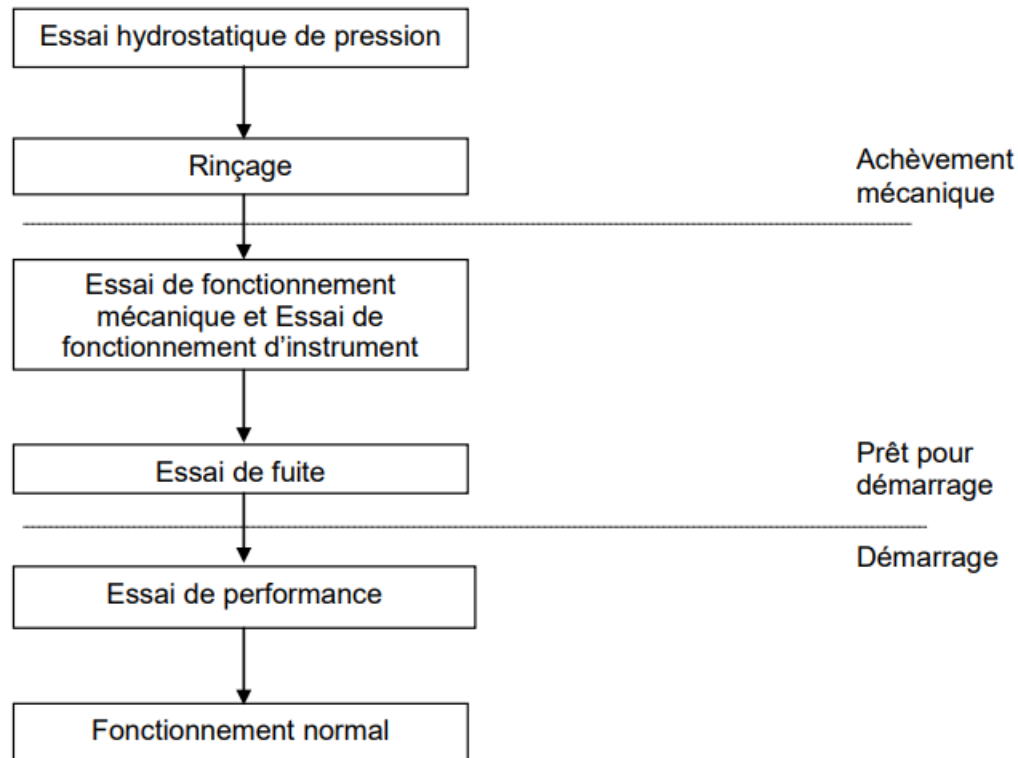 Essai hydrostatique de pression
Rinçage
Achèvement
mécanique
Essai de fonctionnement
mécanique et Essai de
fonctionnement d'instrument
Essai de fuite
Prêt pour
démarrage
Démarrage
Essai de performance
Fonctionnement normal